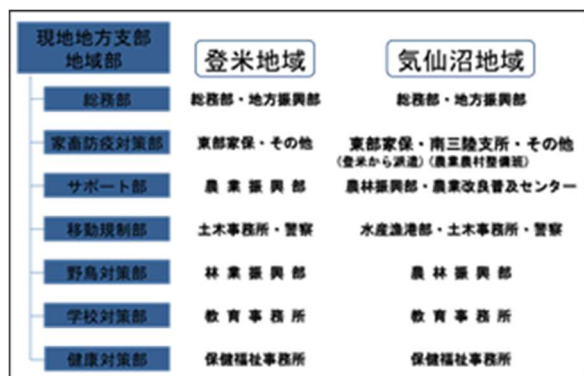 現地地方支部
地域部
登米地域
気仙沼地域
総務部
総務部・地方振興部
総務部・地方振興部
家畜防疫対策部
東部家保・その他
東部家保・南三陸支所・その他
(登米から派遣)(農業農村整備班)
サポート部
農業振興部
農林振興部・農業改良普及センター
移動規制部
土木事務所・警察
水産漁港部・土木事務所・警察
野鳥対策部
林業振興部
農林振興部
学校対策部
教育事務所
教育事務所
健康対策部
保健福祉事務所
保健福祉事務所